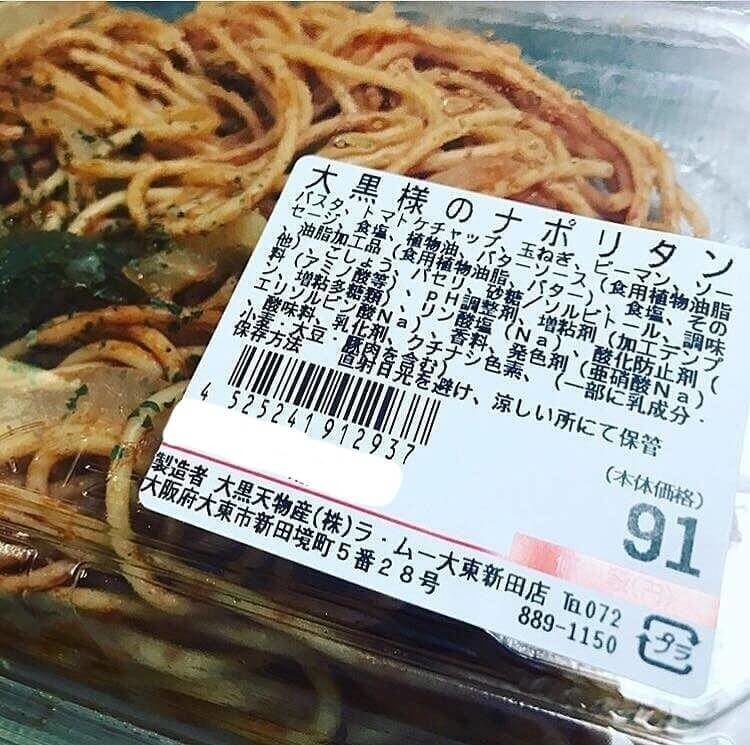 大黒様のナポリタン
パスタ、トマトケチャップ、玉ねぎ、ピーマン、ソー
セージ、食塩、植物油、バターソース(食用植物油脂
、油脂加工品(食用植物油脂、バター)、食塩、その
他)、こしょう、パセリ、砂糖/ソルビトール、調味
料(アミノ酸等)、pH調整剤、増粘剤(加工デンプ
ン、増粘多糖類)、リン酸塩(Na)、酸化防止剤(
エリソルビン酸Na)、香料、発色剤(亜硝酸Na)
、酸味料、乳化剤、クチナシ色素、(一部に乳成分・
小麦・大豆・豚肉を含む)
保存方法 直射日光を避け、涼しい所にて保管
4 525241 912937
(本体価格)
91
製造者 大黒天物産(株)ラ・ムー大東新田店 ℡072
大阪府大東市新田境町5番28号 889-1150
プラ